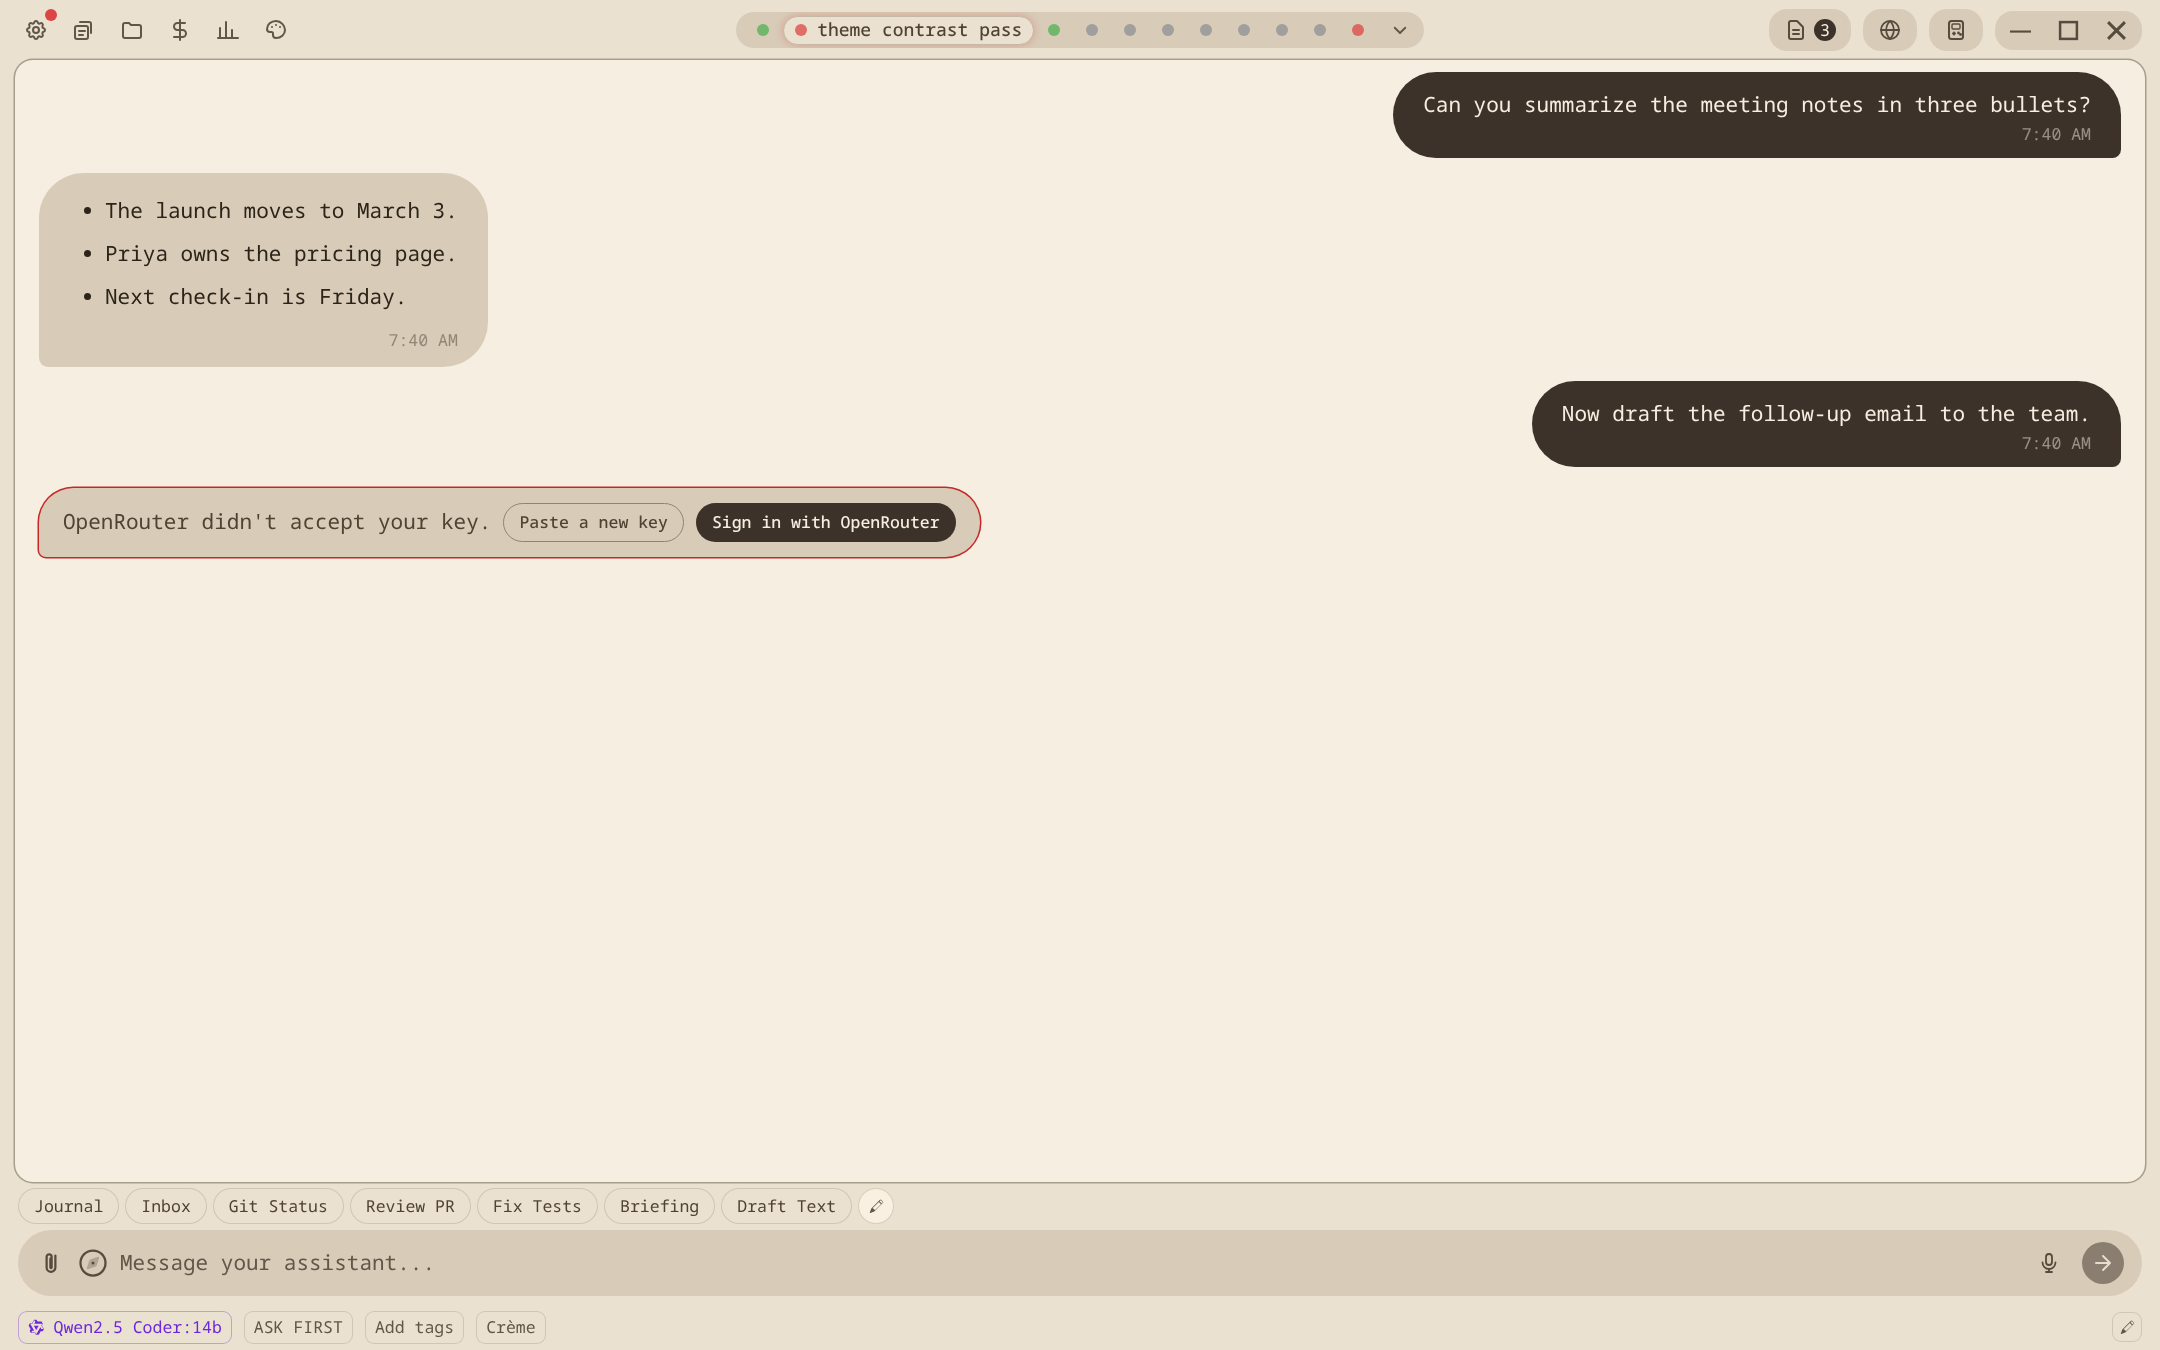 theme contrast pass
3
Can you summarize the meeting notes in three bullets?
7:40 AM
• The launch moves to March 3.
• Priya owns the pricing page.
• Next check-in is Friday.
7:40 AM
Now draft the follow-up email to the team.
7:40 AM
OpenRouter didn't accept your key. Paste a new key Sign in with OpenRouter
Journal Inbox Git Status Review PR Fix Tests Briefing Draft Text
Message your assistant...
Qwen2.5 Coder:14b ASK FIRST Add tags Crème